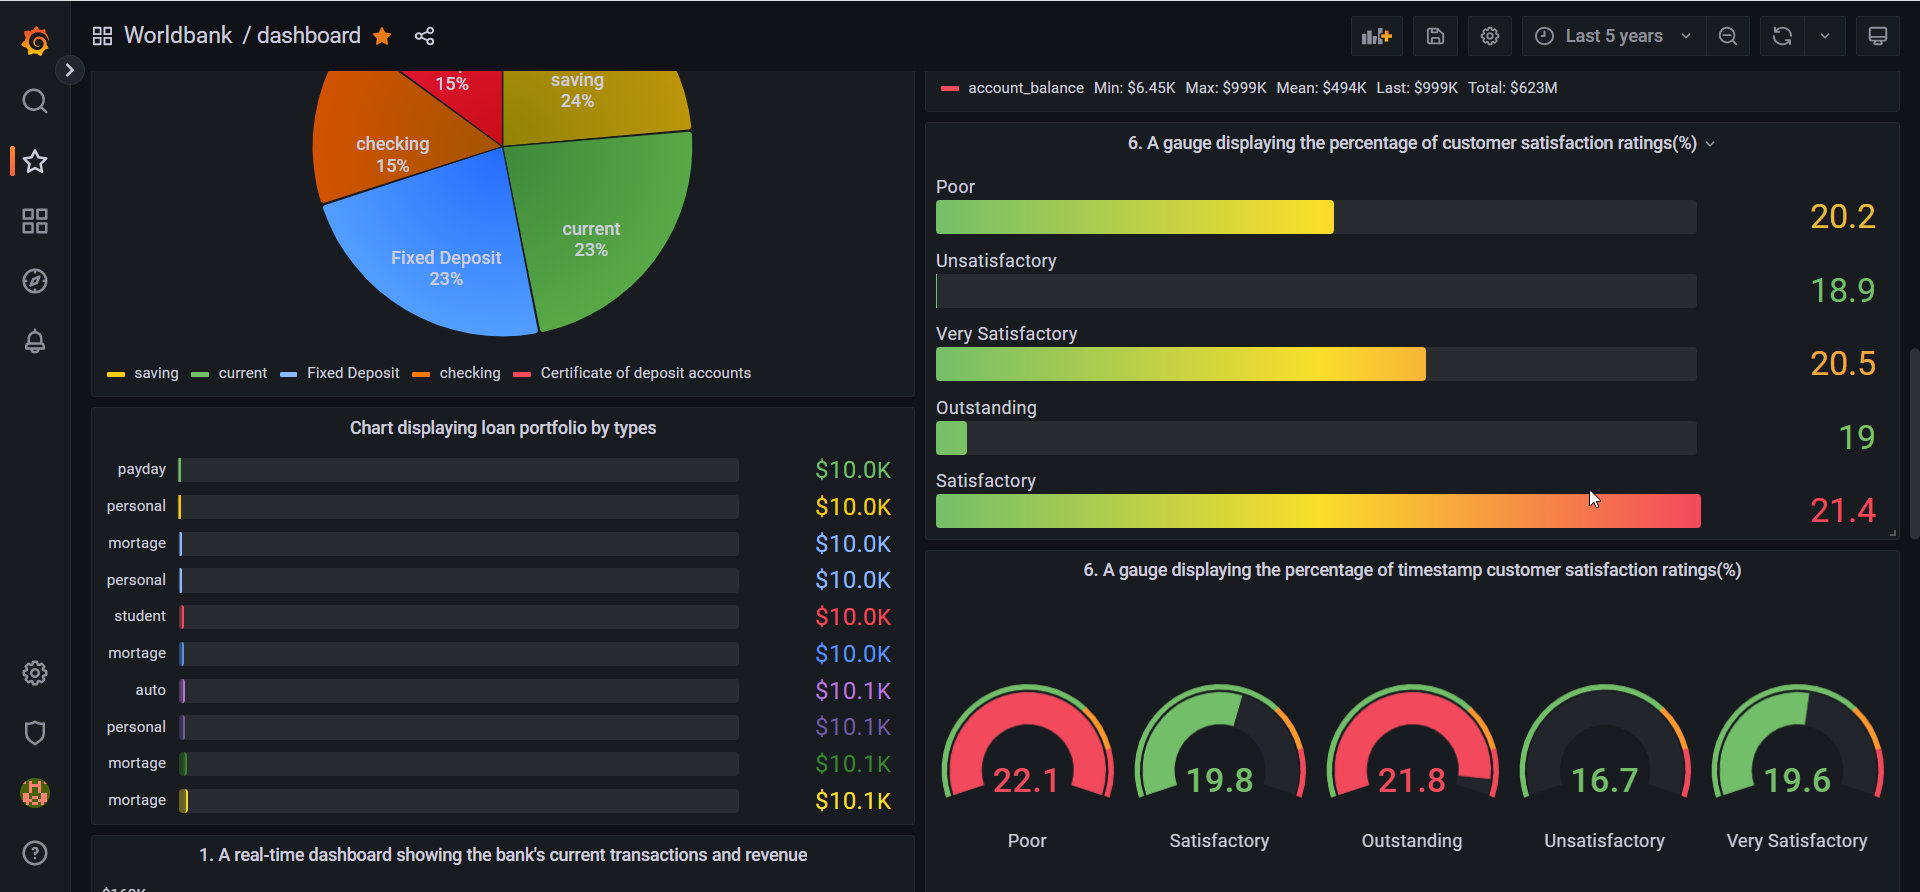 Worldbank / dashboard
Last 5 years
15%
saving
24%
checking
15%
current
23%
Fixed Deposit
23%
saving current Fixed Deposit checking Certificate of deposit accounts
Chart displaying loan portfolio by types
payday $10.0K
personal $10.0K
mortage $10.0K
personal $10.0K
student $10.0K
mortage $10.0K
auto $10.1K
personal $10.1K
mortage $10.1K
mortage $10.1K
1. A real-time dashboard showing the bank's current transactions and revenue
account_balance Min: $6.45K Max: $999K Mean: $494K Last: $999K Total: $623M
6. A gauge displaying the percentage of customer satisfaction ratings(%)
Poor
20.2
Unsatisfactory
18.9
Very Satisfactory
20.5
Outstanding
19
Satisfactory
21.4
6. A gauge displaying the percentage of timestamp customer satisfaction ratings(%)
22.1 19.8 21.8 16.7 19.6
Poor Satisfactory Outstanding Unsatisfactory Very Satisfactory